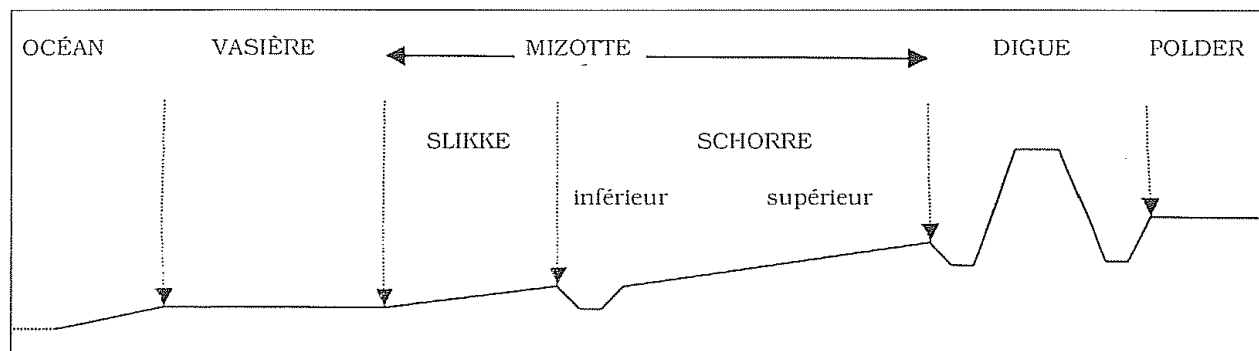 OCÉAN VASIÈRE MIZOTTE DIGUE POLDER
SLIKKE SCHORRE
inférieur supérieur